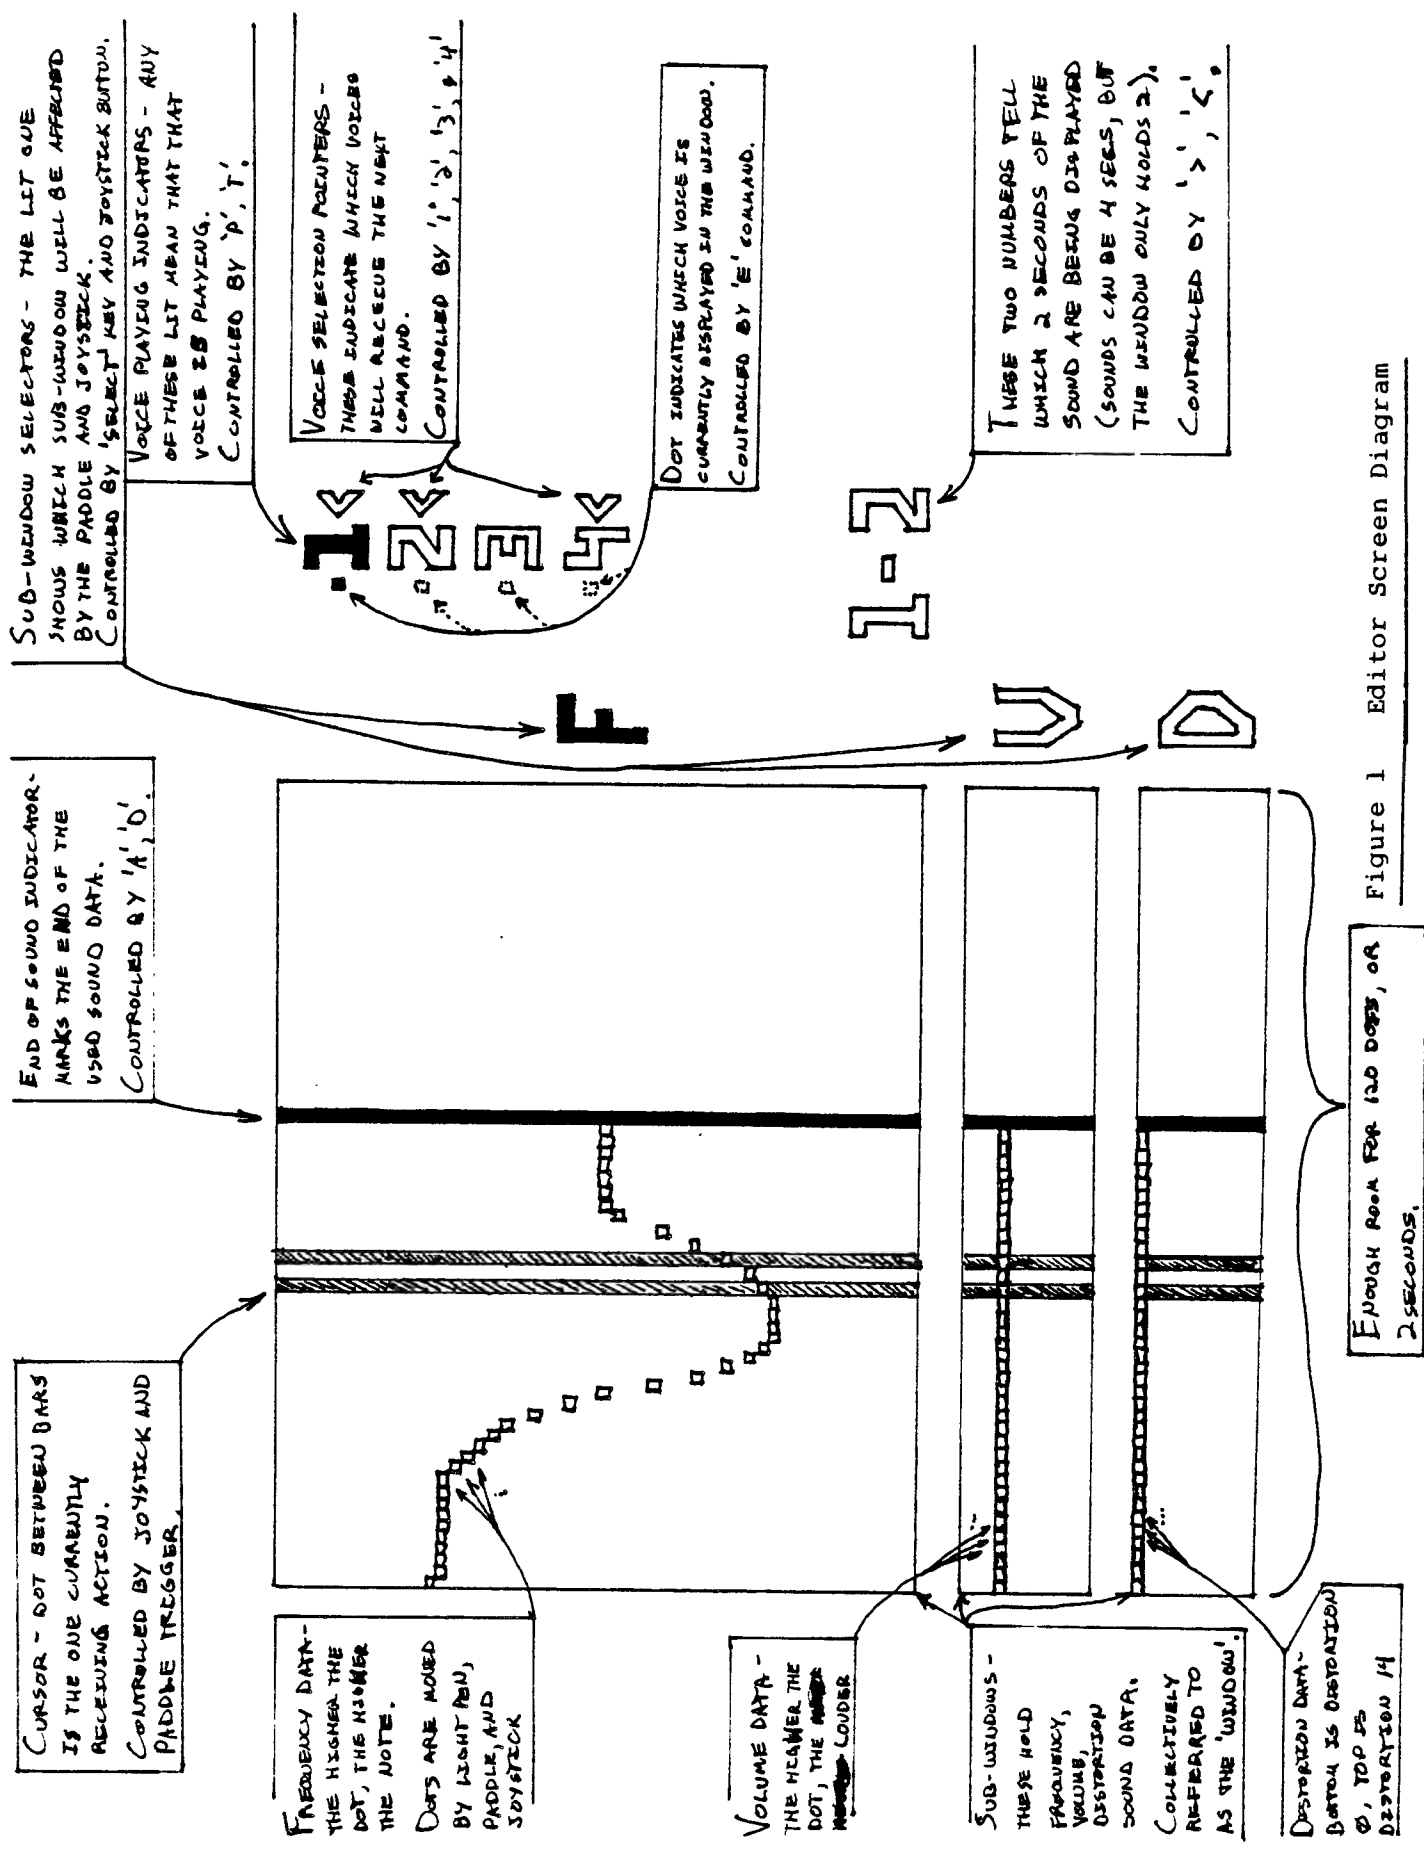 CURSOR - DOT BETWEEN BARS
IS THE ONE CURRENTLY
RECEIVING ACTION.
CONTROLLED BY JOYSTICK AND
PADDLE TRIGGER.
END OF SOUND INDICATOR-
MARKS THE END OF THE
USED SOUND DATA.
CONTROLLED BY 'A', 'D'.
SUB-WINDOW SELECTORS - THE LIT ONE
SHOWS WHICH SUB-WINDOW WILL BE AFFECTED
BY THE PADDLE AND JOYSTICK.
CONTROLLED BY 'SELECT' KEY AND JOYSTICK BUTTON.
VOICE PLAYING INDICATORS - ANY
OF THESE LIT MEAN THAT THAT
VOICE IS PLAYING.
CONTROLLED BY 'P', 'T'.
VOICE SELECTION POINTERS -
THESE INDICATE WHICH VOICES
WILL RECEIVE THE NEXT
COMMAND.
CONTROLLED BY '1', '2', '3', & '4'
DOT INDICATES WHICH VOICE IS
CURRENTLY DISPLAYED IN THE WINDOW.
CONTROLLED BY 'E' COMMAND.
THESE TWO NUMBERS TELL
WHICH 2 SECONDS OF THE
SOUND ARE BEING DISPLAYED
(SOUNDS CAN BE 4 SECS, BUT
THE WINDOW ONLY HOLDS 2).
CONTROLLED BY '>', '<'.
FREQUENCY DATA-
THE HIGHER THE
DOT, THE HIGHER
THE NOTE.
DOTS ARE MOVED
BY LIGHT PEN,
PADDLE, AND
JOYSTICK
VOLUME DATA -
THE HIGHER THE
DOT, THE
LOUDER
SUB-WINDOWS -
THESE HOLD
FREQUENCY,
VOLUME,
DISTORTION
SOUND DATA.
COLLECTIVELY
REFERRED TO
AS THE 'WINDOW'.
DISTORTION DATA-
BOTTOM IS DISTORTION
0, TOP IS
DISTORTION 14
.1<
2<
3
4<
F
1-2
V
D
ENOUGH ROOM FOR 120 DOTS, OR
2 SECONDS.
Figure 1 Editor Screen Diagram